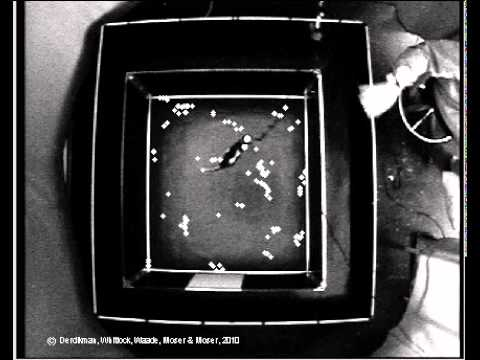 © Derdikman, Whitlock, Waade, Moser & Moser, 2010